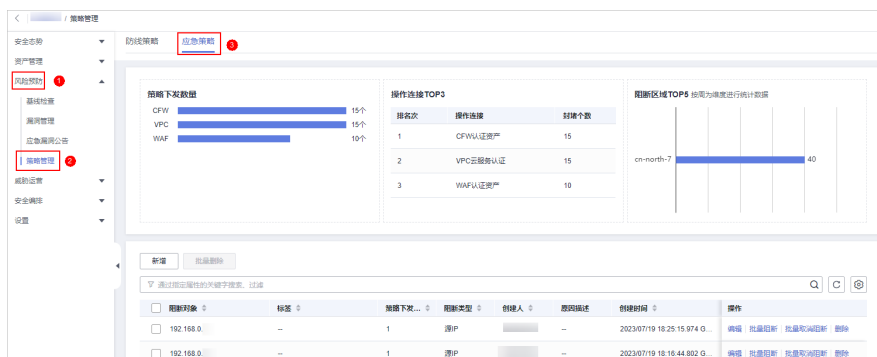 < / 策略管理
安全态势
资产管理
风险预防 1
基线检查
漏洞管理
应急漏洞公告
策略管理 2
威胁运营
安全编排
设置
防线策略 应急策略 3
策略下发数量
CFW 15个
VPC 15个
WAF 10个
操作连接TOP3
排名次 操作连接 封堵个数
1 CFW认证资产 15
2 VPC云服务认证 15
3 WAF认证资产 10
阻断区域TOP5 按周为维度进行统计数据
cn-north-7 40
新增 批量删除
通过指定属性的关键字搜索、过滤
阻断对象 标签 策略下发... 阻断类型 创建人 原因描述 创建时间 操作
192.168.0. -- 1 源IP -- 2023/07/19 18:25:15.974 G... 编辑 批量阻断 批量取消阻断 删除
192.168.0. -- 1 源IP -- 2023/07/19 18:16:44.802 G... 编辑 批量阻断 批量取消阻断 删除